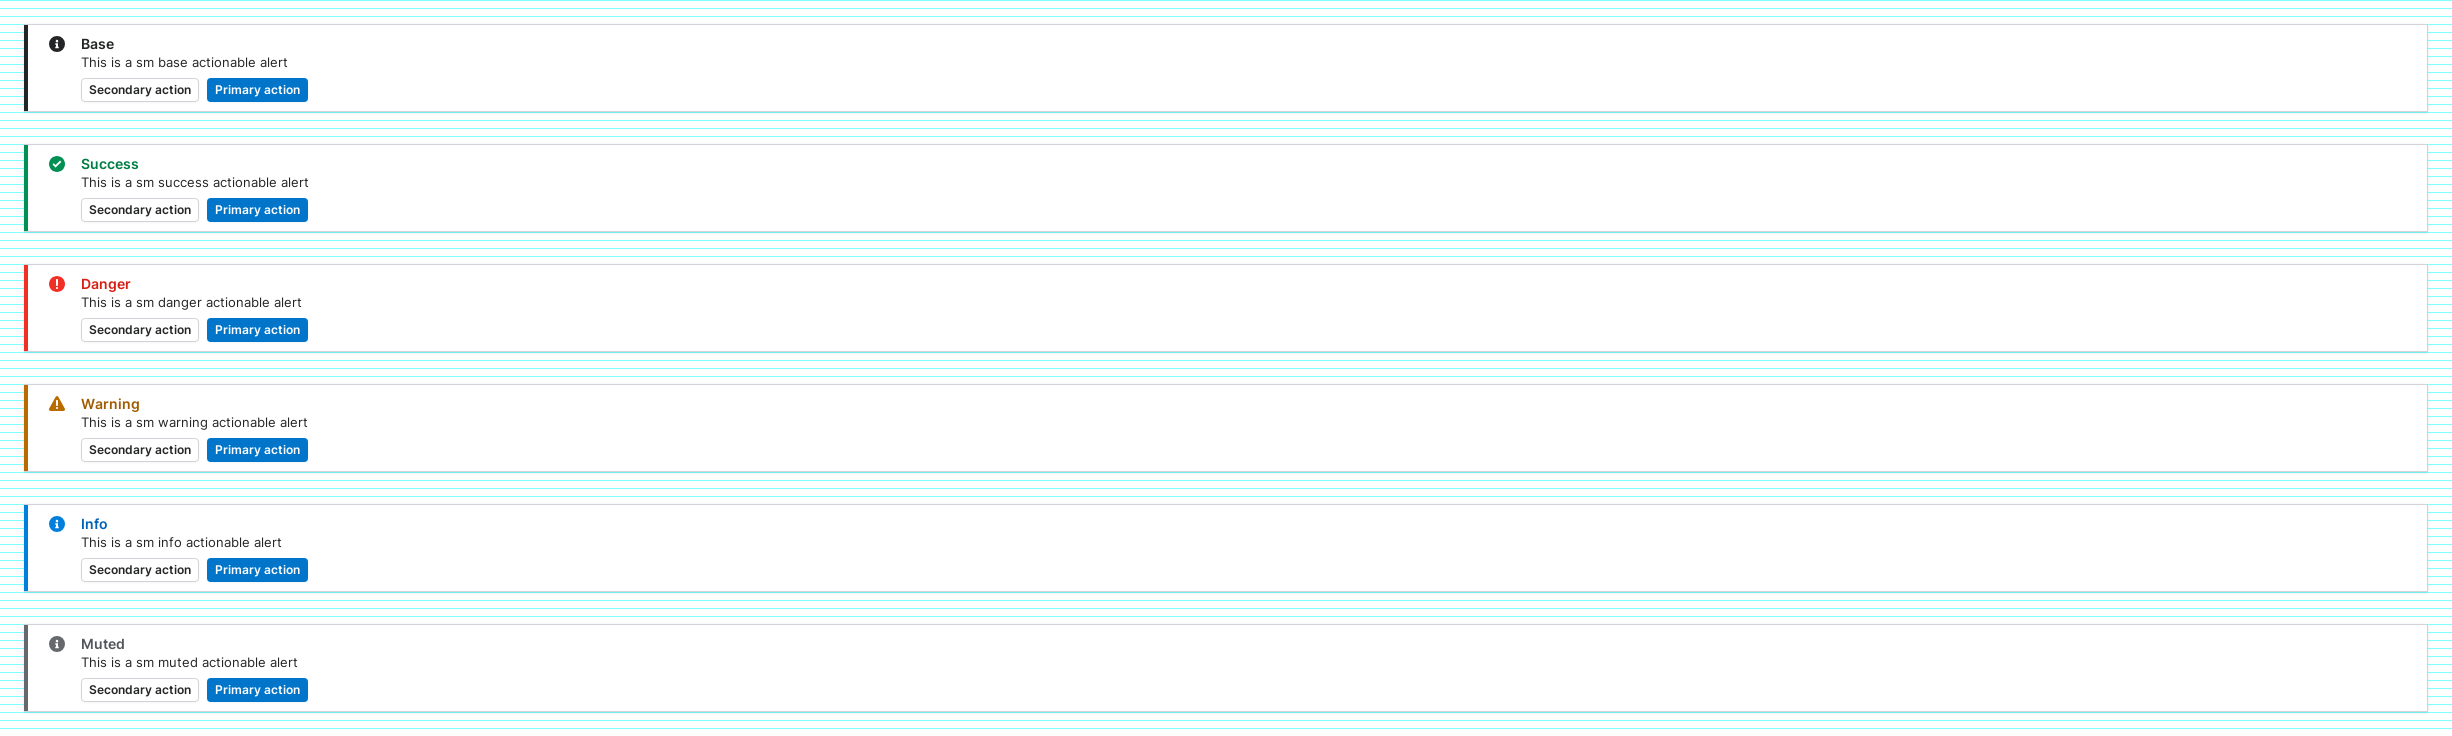 Base
This is a sm base actionable alert
Secondary action Primary action
Success
This is a sm success actionable alert
Secondary action Primary action
Danger
This is a sm danger actionable alert
Secondary action Primary action
Warning
This is a sm warning actionable alert
Secondary action Primary action
Info
This is a sm info actionable alert
Secondary action Primary action
Muted
This is a sm muted actionable alert
Secondary action Primary action